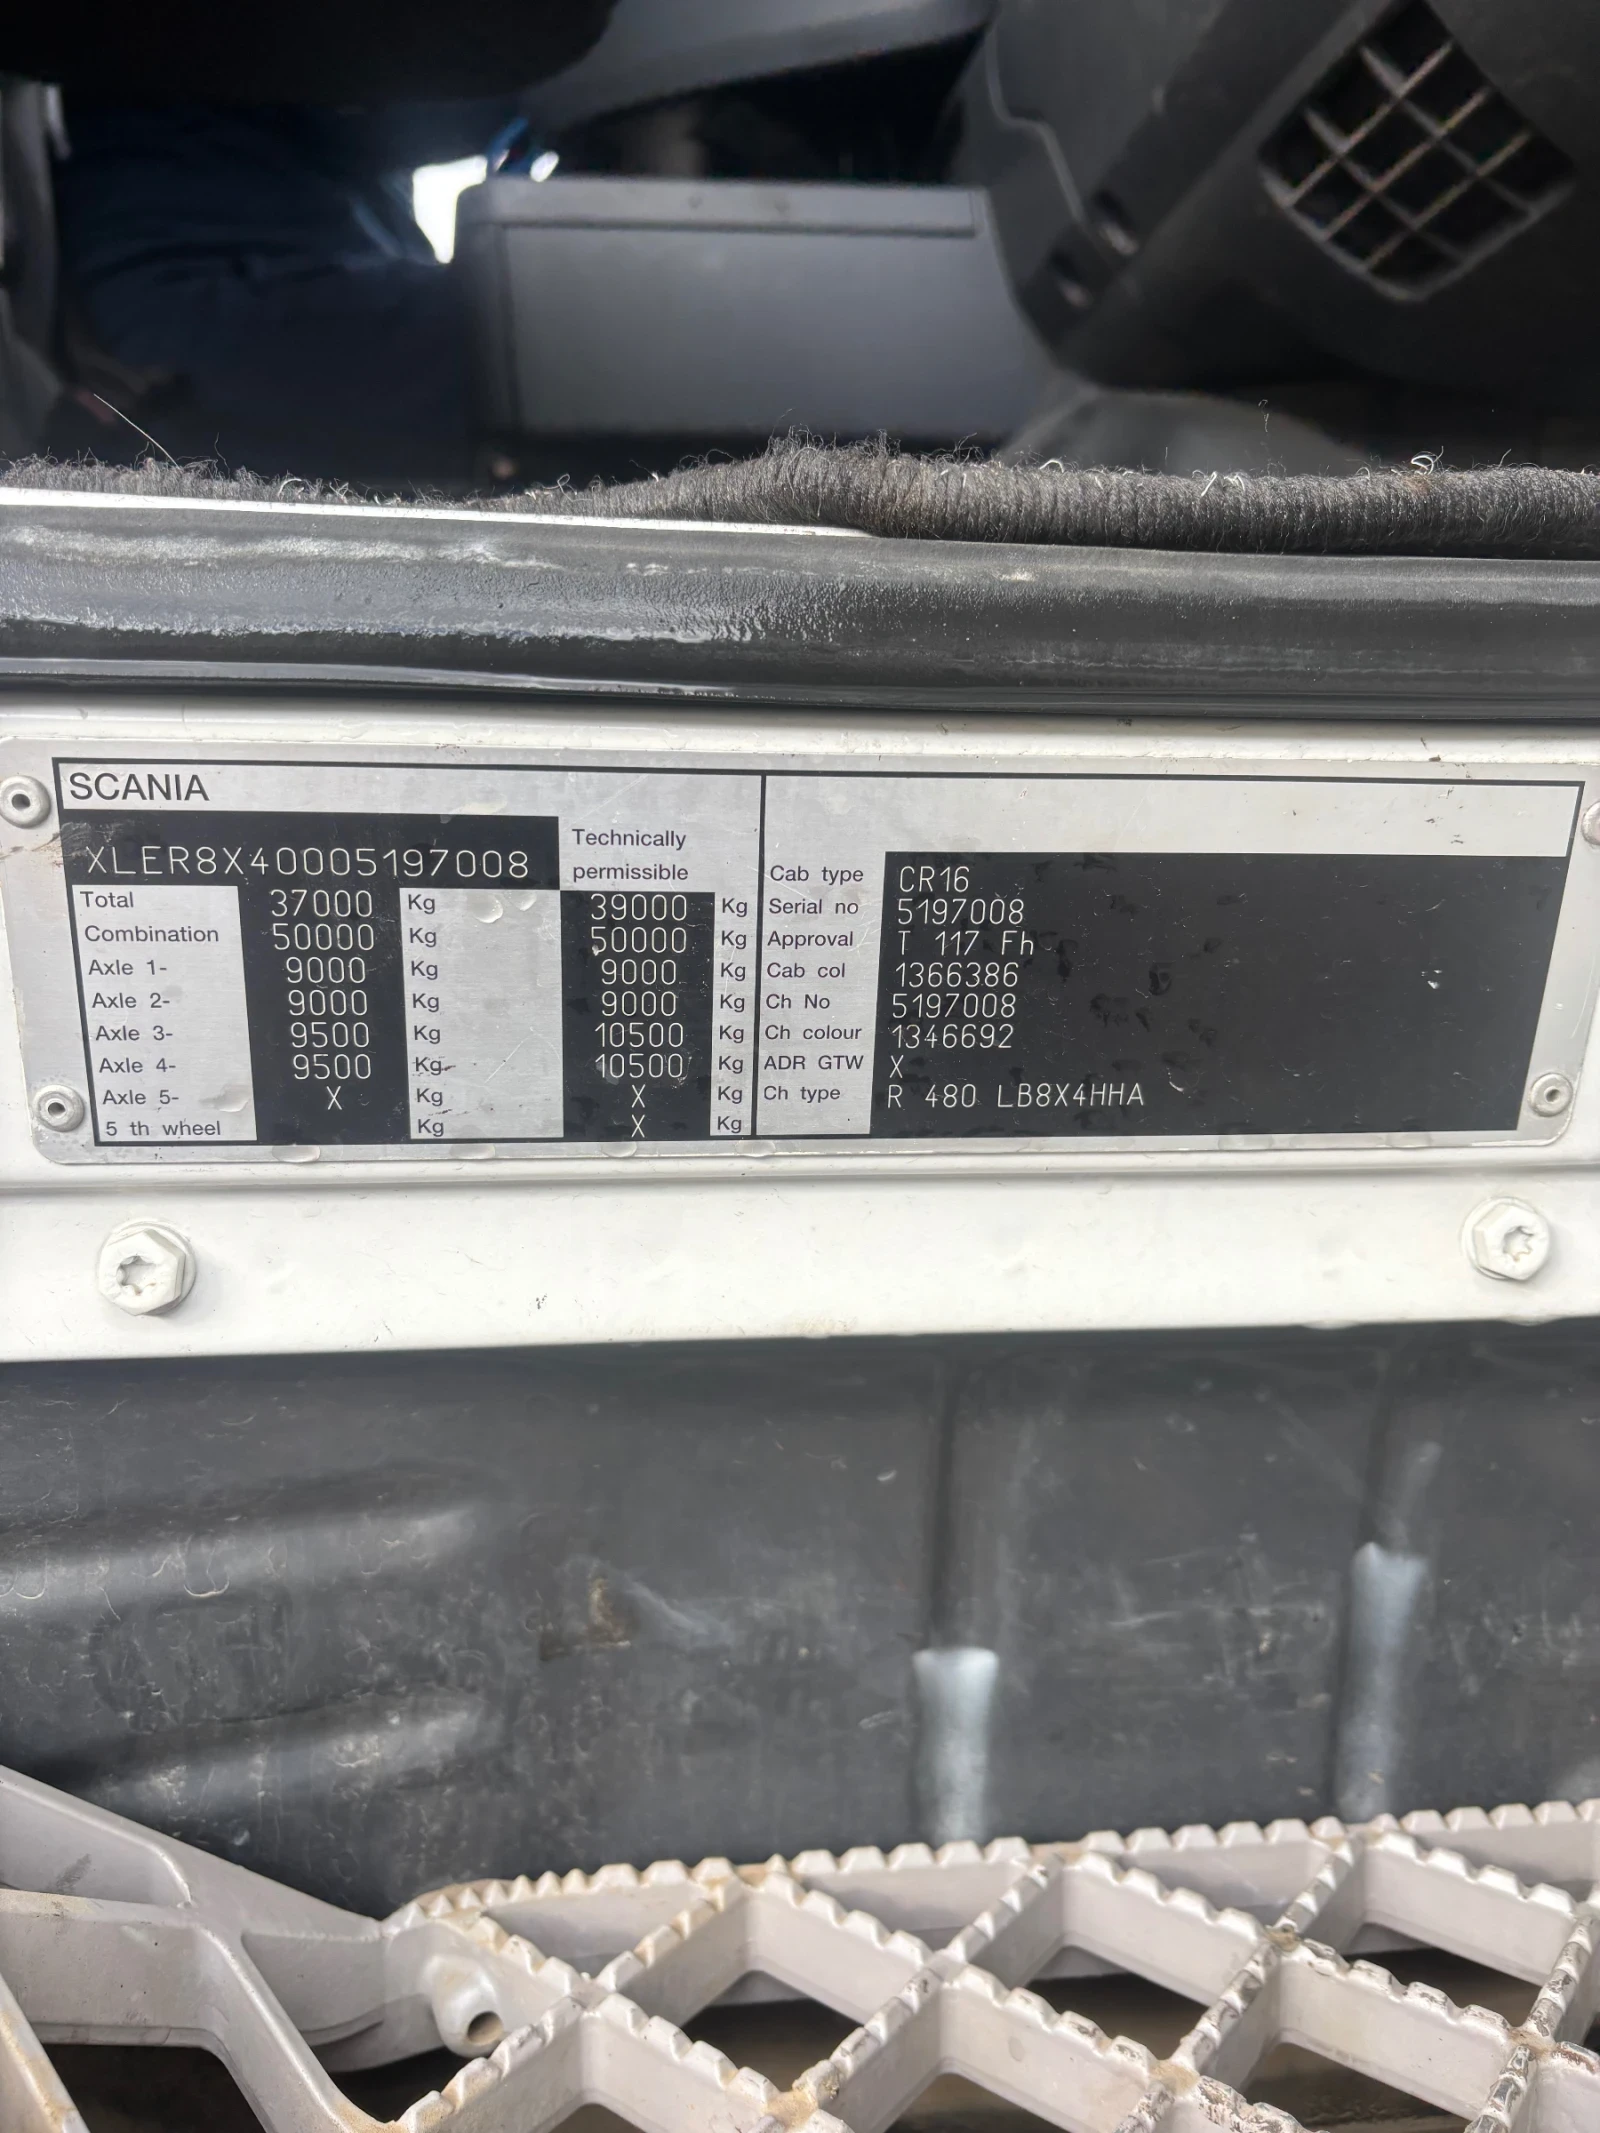 SCANIA
XLER8X40005197008 Technically permissible
Total 37000 Kg 39000 Kg
Combination 50000 Kg 50000 Kg
Axle 1- 9000 Kg 9000 Kg
Axle 2- 9000 Kg 9000 Kg
Axle 3- 9500 Kg 10500 Kg
Axle 4- 9500 Kg 10500 Kg
Axle 5- X Kg X Kg
5 th wheel Kg X Kg
Cab type CR16
Serial no 5197008
Approval T 117 Fh
Cab col 1366386
Ch No 5197008
Ch colour 1346692
ADR GTW X
Ch type R 480 LB8X4HHA